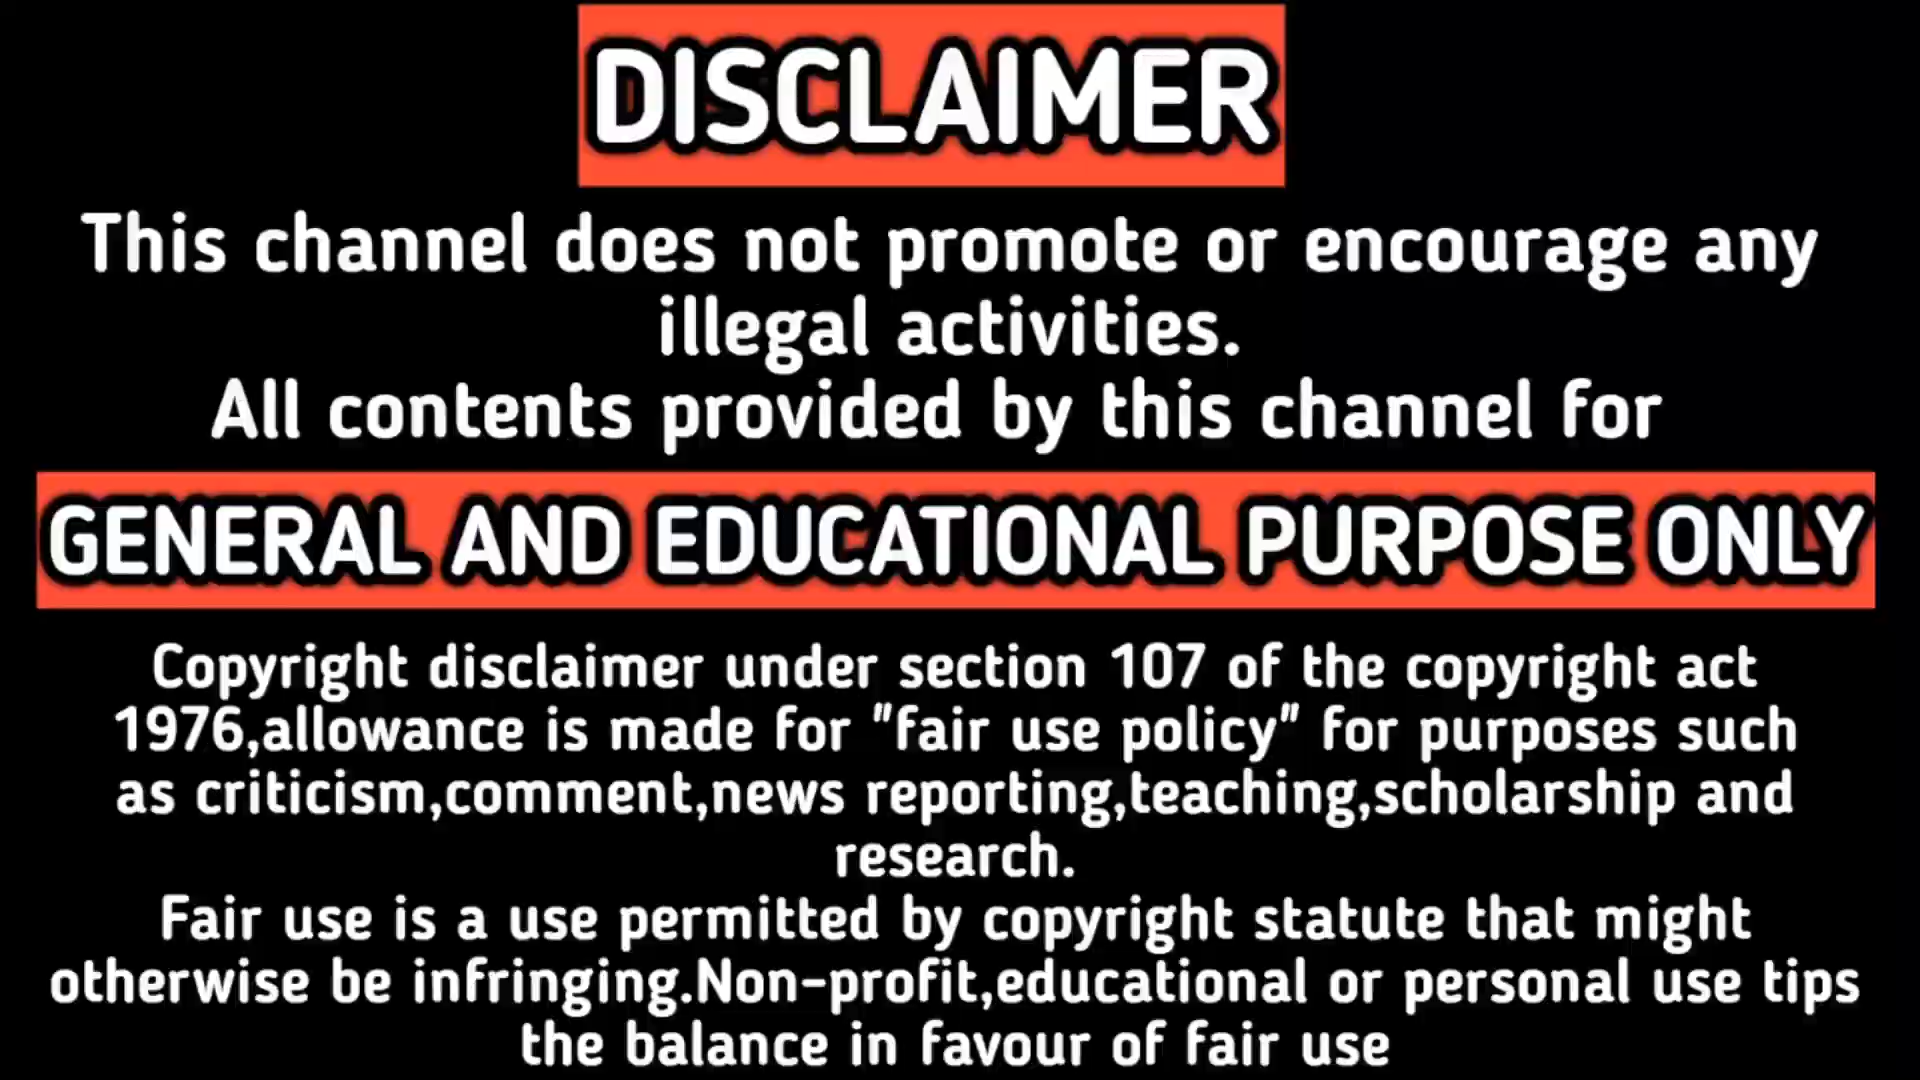 DISCLAIMER
This channel does not promote or encourage any
illegal activities.
All contents provided by this channel for
GENERAL AND EDUCATIONAL PURPOSE ONLY
Copyright disclaimer under section 107 of the copyright act
1976,allowance is made for "fair use policy" for purposes such
as criticism,comment,news reporting,teaching,scholarship and
research.
Fair use is a use permitted by copyright statute that might
otherwise be infringing.Non-profit,educational or personal use tips
the balance in favour of fair use